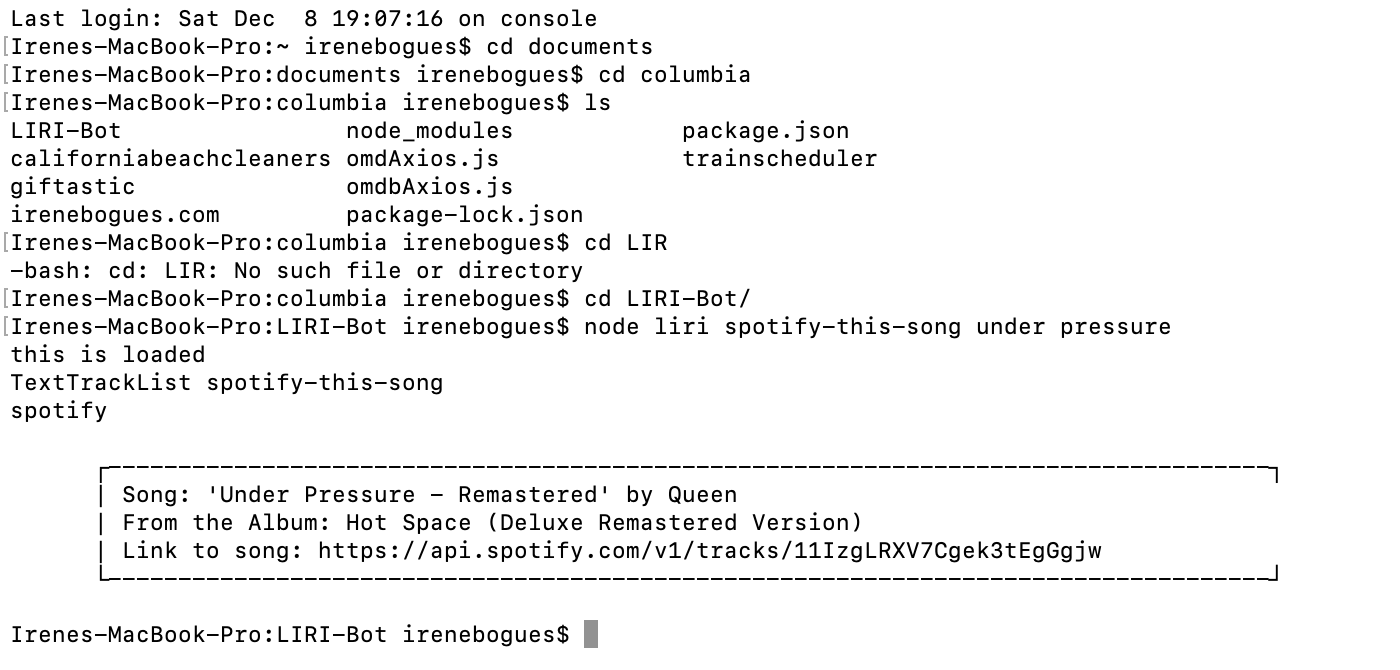 Last login: Sat Dec  8 19:07:16 on console
[Irenes-MacBook-Pro:~ irenebogues$ cd documents
[Irenes-MacBook-Pro:documents irenebogues$ cd columbia
[Irenes-MacBook-Pro:columbia irenebogues$ ls
LIRI-Bot                node_modules            package.json
californiabeachcleaners omdAxios.js             trainscheduler
giftastic               omdbAxios.js
irenebogues.com         package-lock.json
[Irenes-MacBook-Pro:columbia irenebogues$ cd LIR
-bash: cd: LIR: No such file or directory
[Irenes-MacBook-Pro:columbia irenebogues$ cd LIRI-Bot/
[Irenes-MacBook-Pro:LIRI-Bot irenebogues$ node liri spotify-this-song under pressure
this is loaded
TextTrackList spotify-this-song
spotify
┌-----------------------------------------------------------------------------------┐
| Song: 'Under Pressure - Remastered' by Queen
| From the Album: Hot Space (Deluxe Remastered Version)
| Link to song: https://api.spotify.com/v1/tracks/11IzgLRXV7Cgek3tEgGgjw
└-----------------------------------------------------------------------------------┘
Irenes-MacBook-Pro:LIRI-Bot irenebogues$